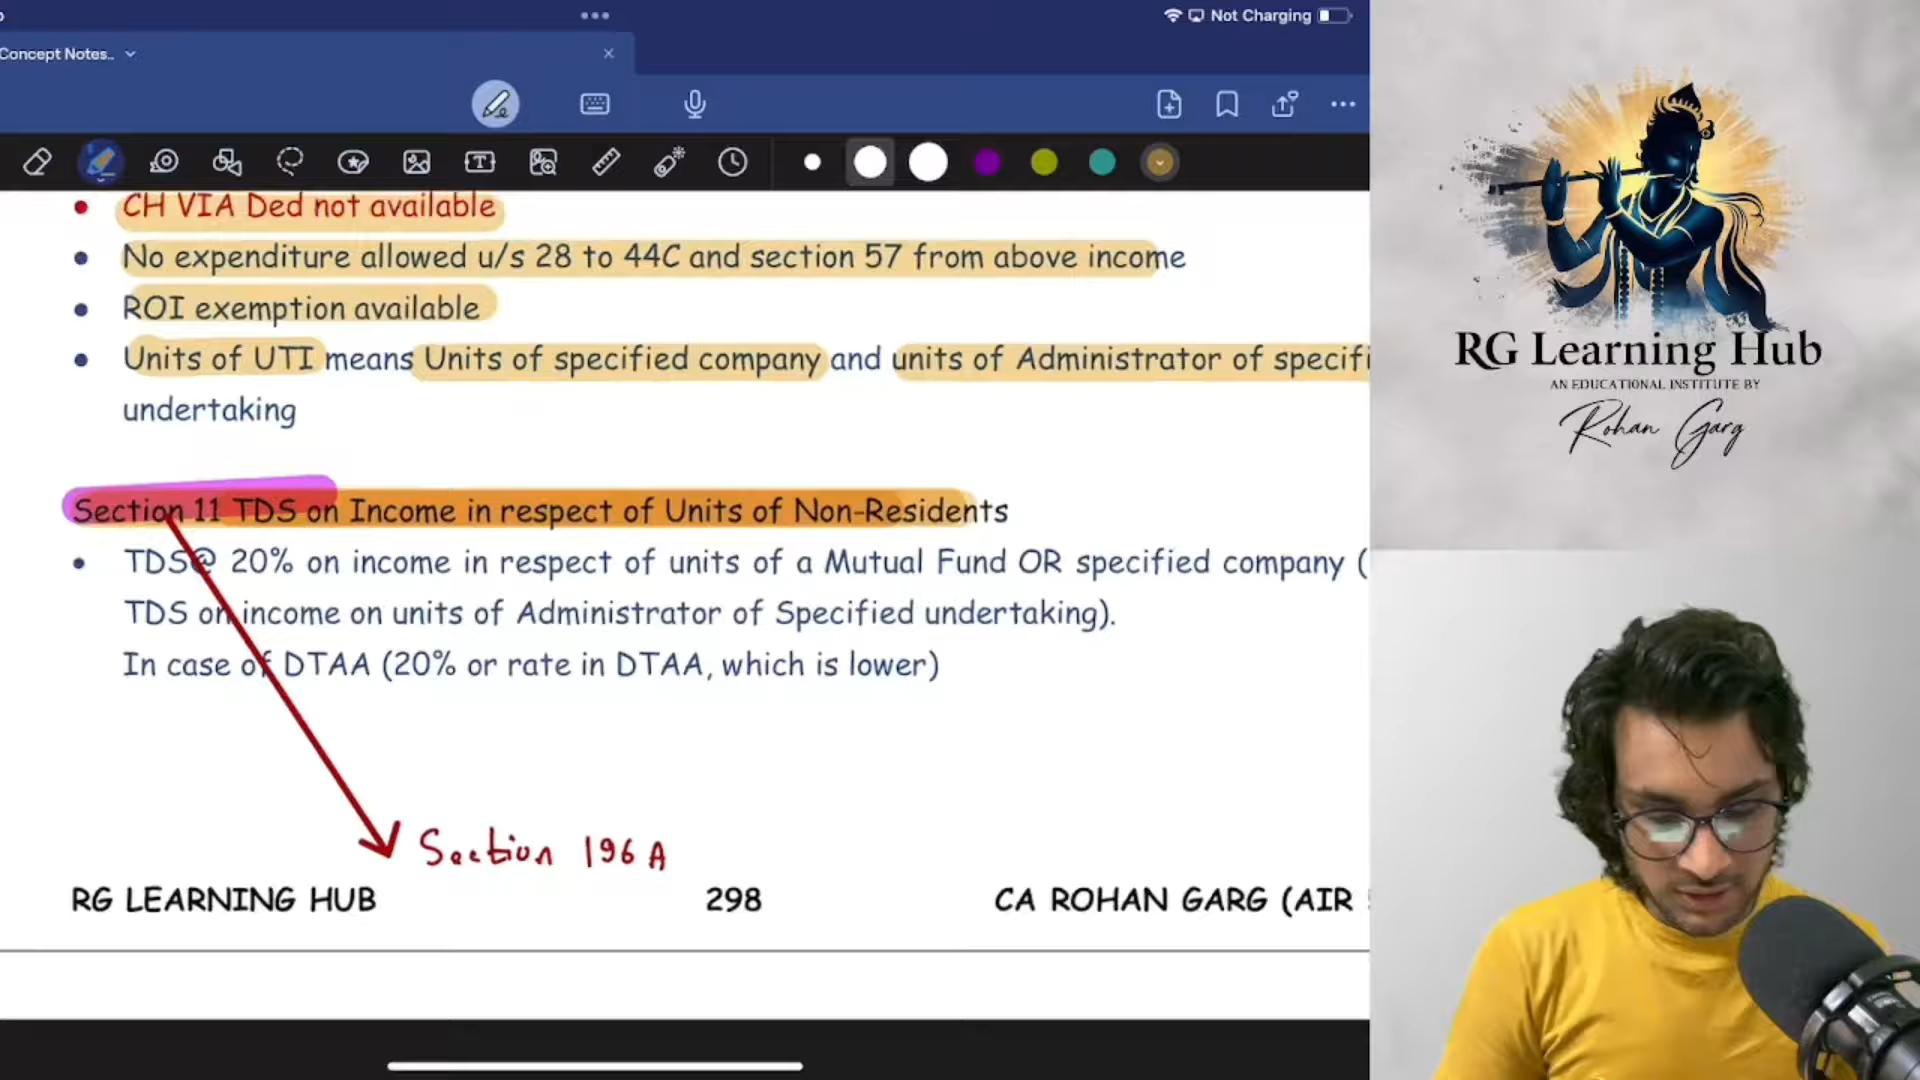 Not Charging
Concept Notes..
CH VIA Ded not available
No expenditure allowed u/s 28 to 44C and section 57 from above income
ROI exemption available
Units of UTI means Units of specified company and units of Administrator of specifi
undertaking
Section 11 TDS on Income in respect of Units of Non-Residents
TDS@ 20% on income in respect of units of a Mutual Fund OR specified company (
TDS on income on units of Administrator of Specified undertaking).
In case of DTAA (20% or rate in DTAA, which is lower)
Section 196A
RG LEARNING HUB 298 CA ROHAN GARG (AIR
RG Learning Hub
AN EDUCATIONAL INSTITUTE BY
Rohan Garg